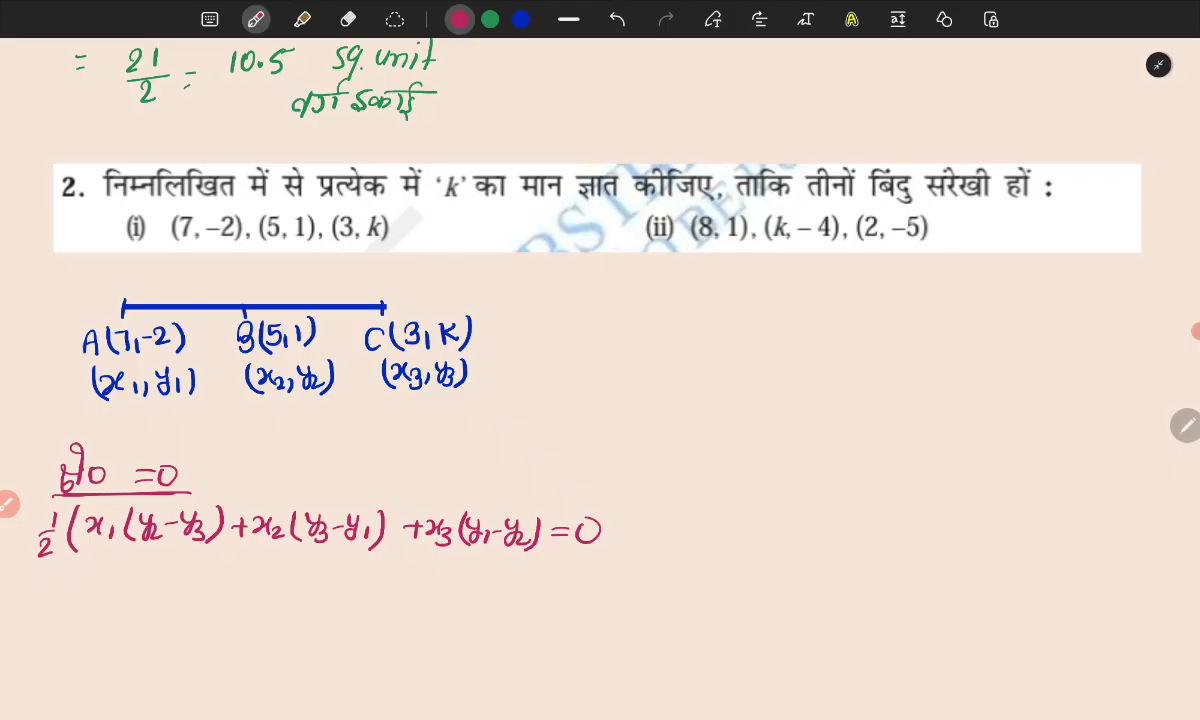 = 21/2 = 10.5 sq. unit
वर्ग इकाई
2. निम्नलिखित में से प्रत्येक में ‘k’ का मान ज्ञात कीजिए, ताकि तीनों बिंदु सरेखी हों :
(i) (7, –2), (5, 1), (3, k) (ii) (8, 1), (k, – 4), (2, –5)
A(7,-2) B(5,1) C(3, K)
(x1, y1) (x2, y2) (x3, y3)
क्षे0 = 0
1/2 (x1(y2-y3)+x2(y3-y1) +x3(y1-y2) = 0